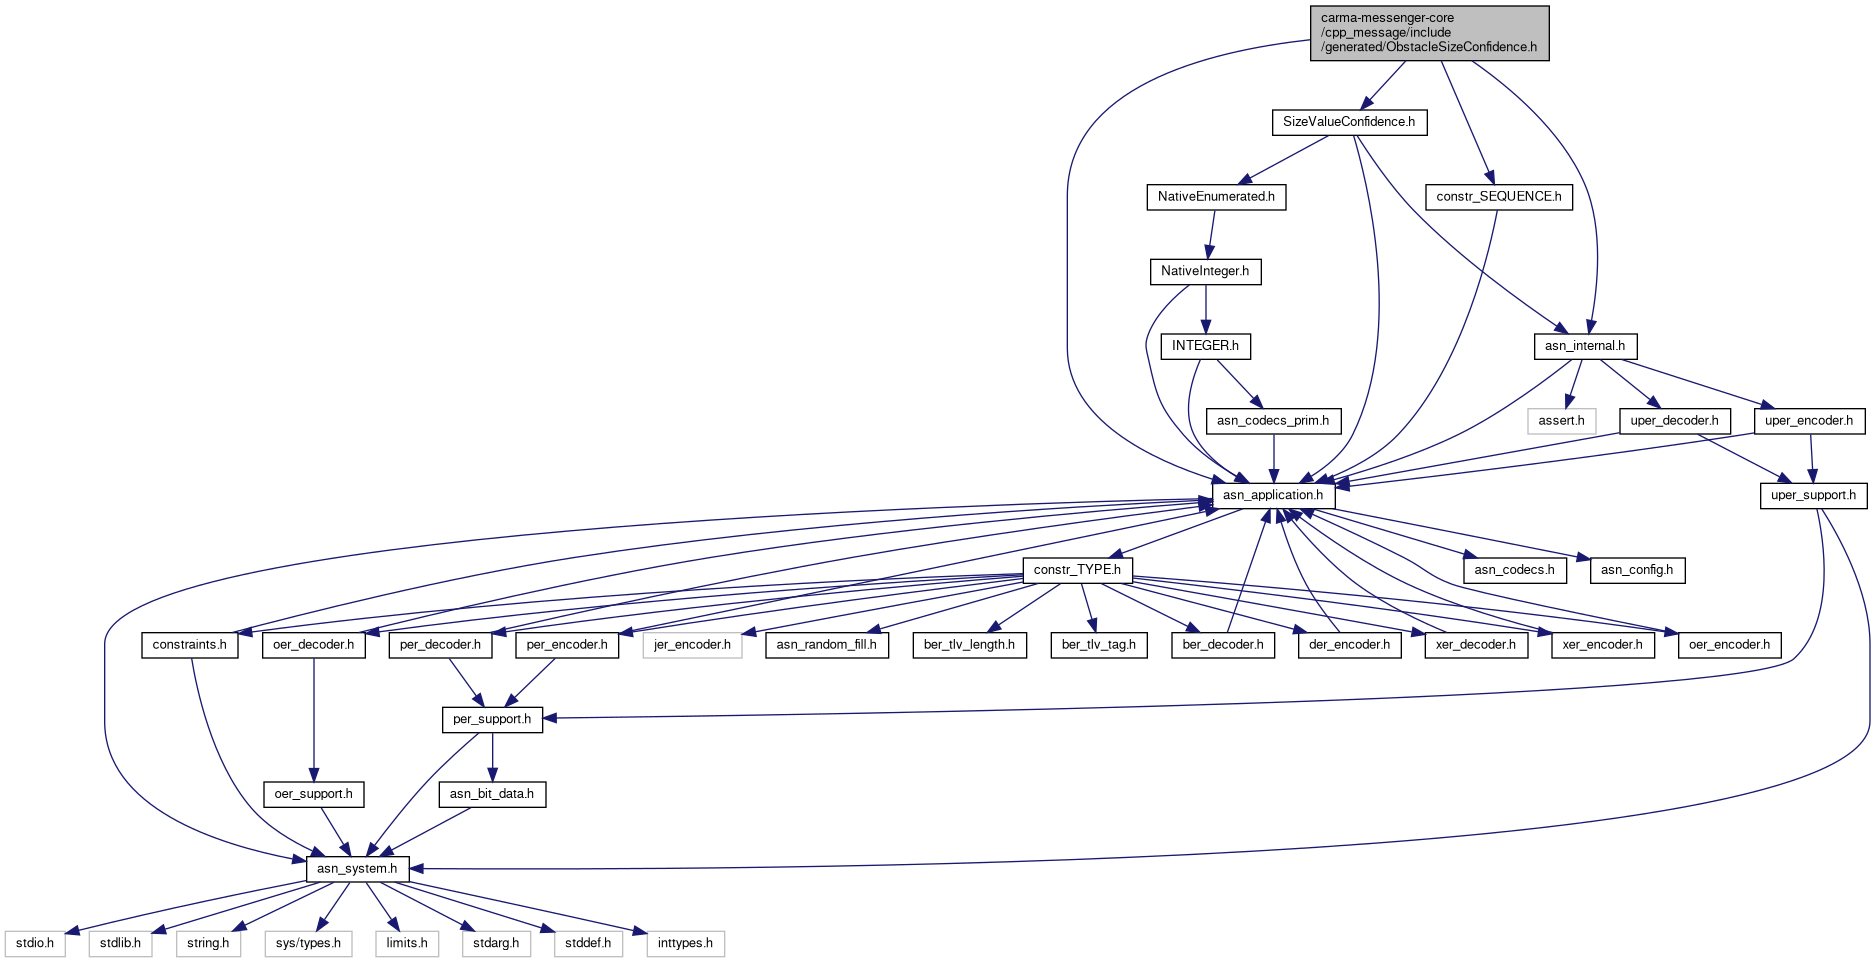 carma-messenger-core
/cpp_message/include
/generated/ObstacleSizeConfidence.h
SizeValueConfidence.h
NativeEnumerated.h
constr_SEQUENCE.h
NativeInteger.h
INTEGER.h
asn_internal.h
asn_codecs_prim.h
assert.h
uper_decoder.h
uper_encoder.h
asn_application.h
uper_support.h
constr_TYPE.h
asn_codecs.h
asn_config.h
constraints.h
oer_decoder.h
per_decoder.h
per_encoder.h
jer_encoder.h
asn_random_fill.h
ber_tlv_length.h
ber_tlv_tag.h
ber_decoder.h
der_encoder.h
xer_decoder.h
xer_encoder.h
oer_encoder.h
per_support.h
oer_support.h
asn_bit_data.h
asn_system.h
stdio.h
stdlib.h
string.h
sys/types.h
limits.h
stdarg.h
stddef.h
inttypes.h